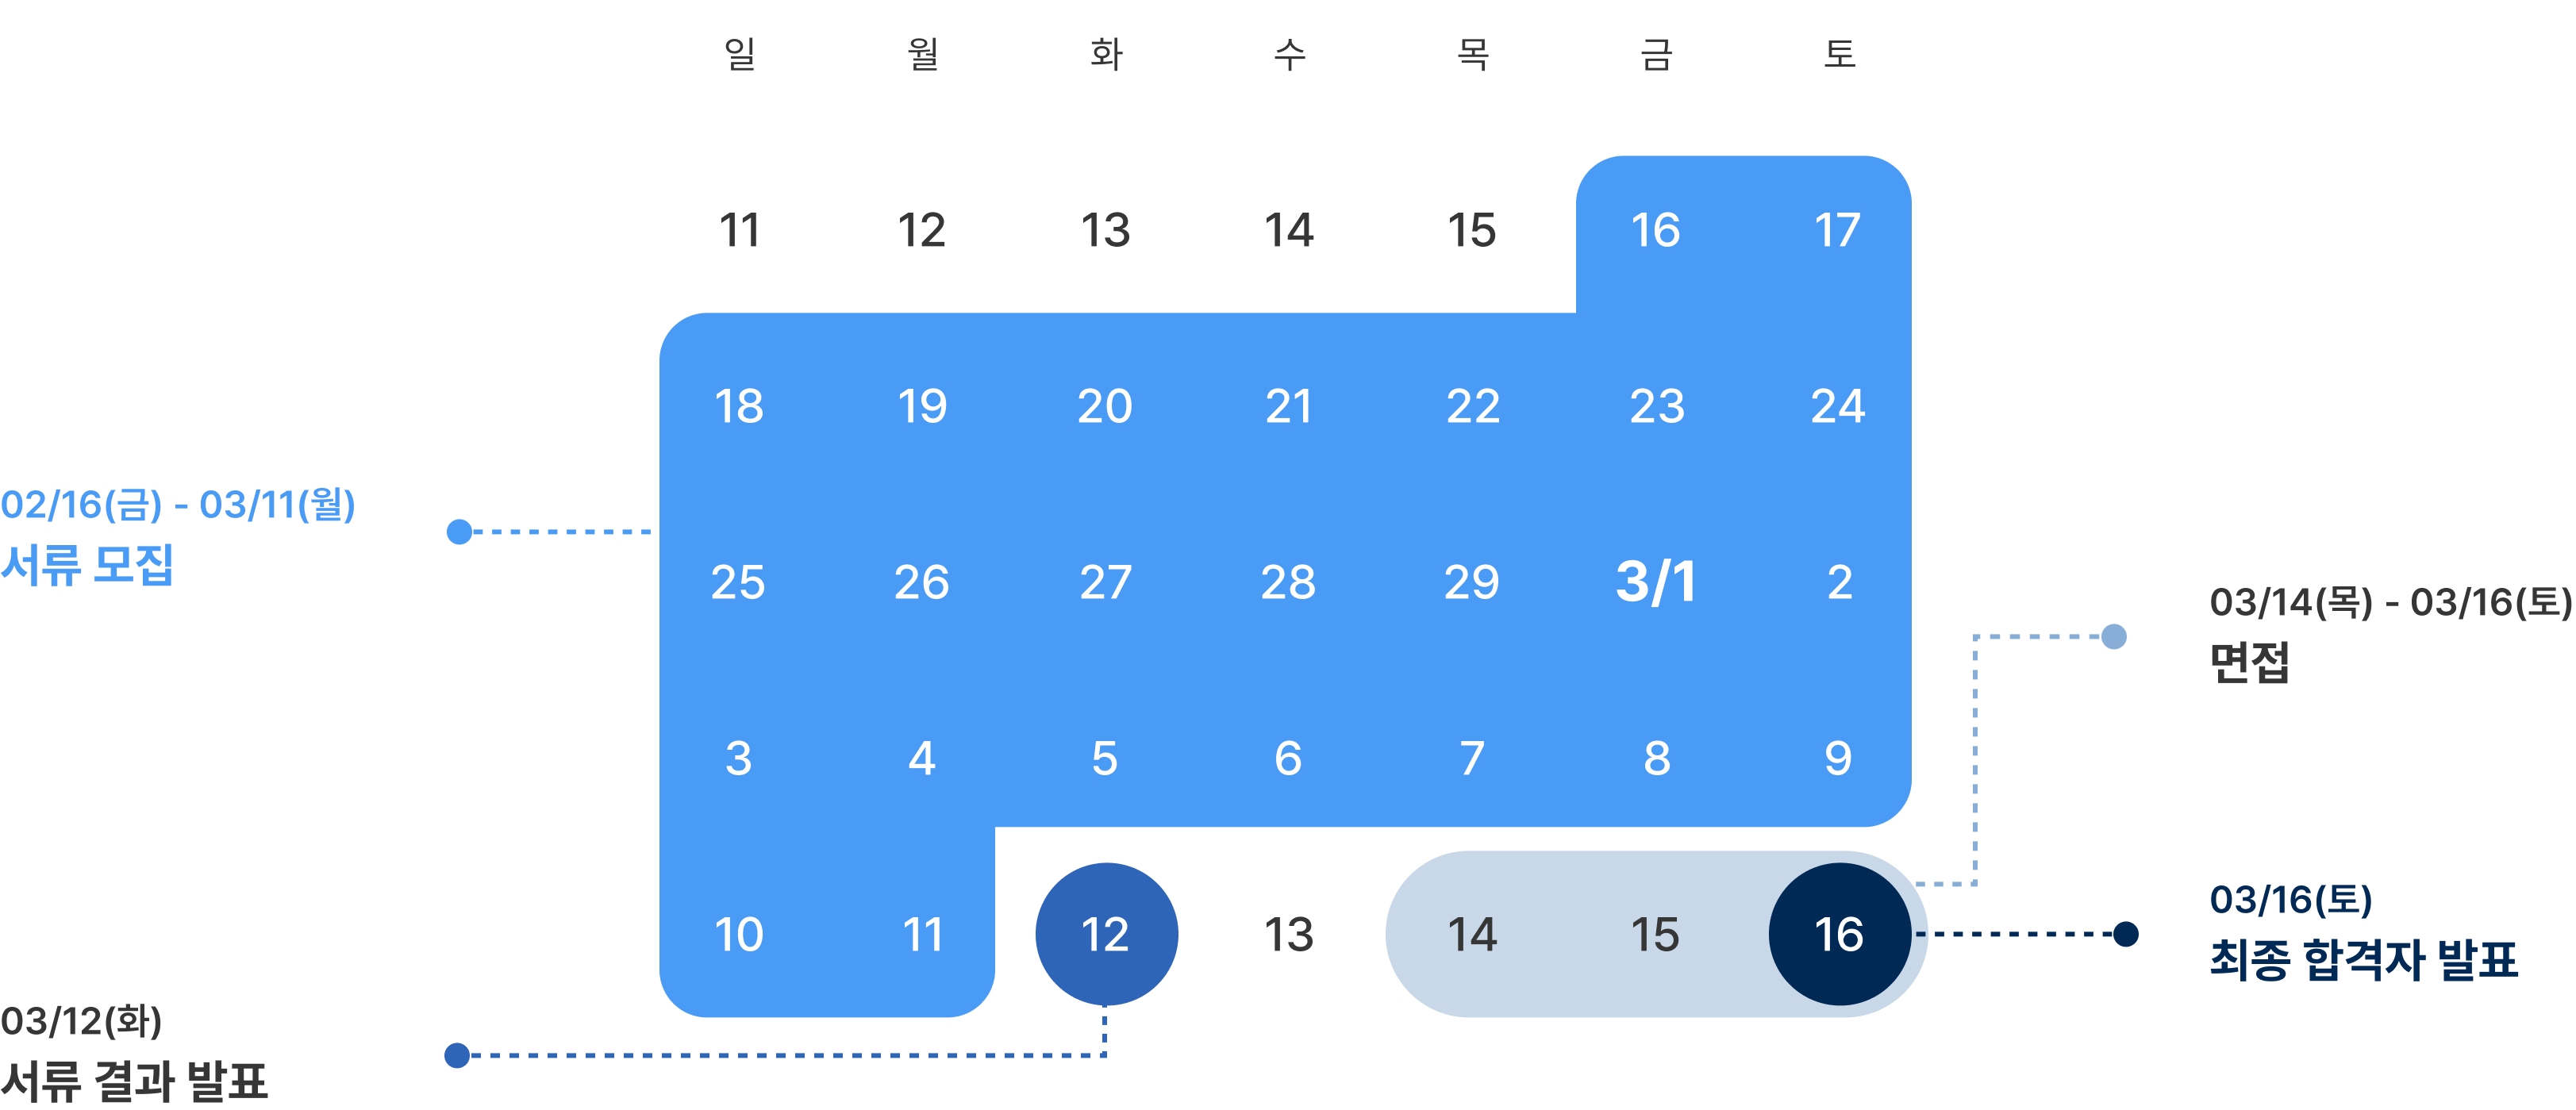 일 월 화 수 목 금 토
11 12 13 14 15 16 17
18 19 20 21 22 23 24
02/16(금) - 03/11(월)
서류 모집
25 26 27 28 29 3/1 2
03/14(목) - 03/16(토)
면접
3 4 5 6 7 8 9
10 11 12 13 14 15 16
03/16(토)
최종 합격자 발표
03/12(화)
서류 결과 발표